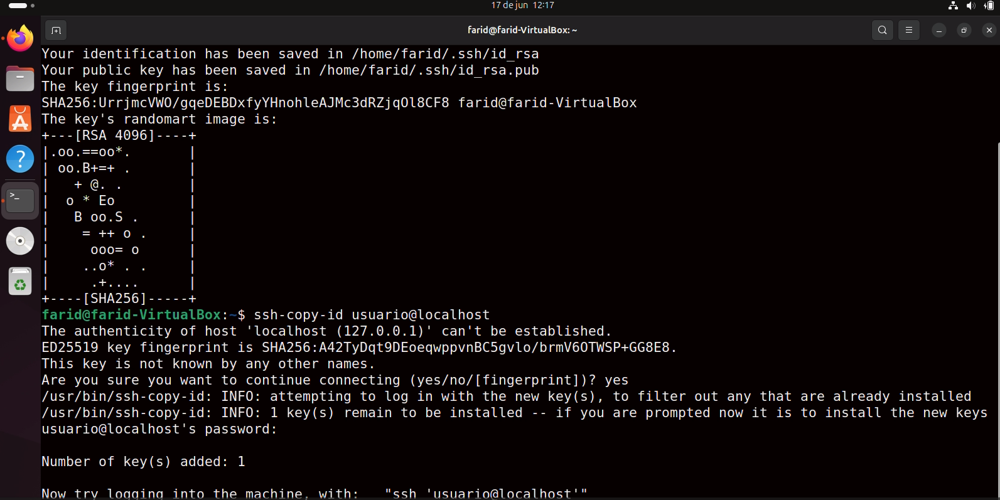 17 de jun 12:17
farid@farid-VirtualBox: ~
Your identification has been saved in /home/farid/.ssh/id_rsa
Your public key has been saved in /home/farid/.ssh/id_rsa.pub
The key fingerprint is:
SHA256:UrrjmcVWO/gqeDEBDxfyYHnohleAJMc3dRZjqOl8CF8 farid@farid-VirtualBox
The key's randomart image is:
+---[RSA 4096]----+
|.oo.==oo*.       |
| oo.B+=+ .       |
|   + @. .        |
|  o * Eo         |
|   B oo.S .      |
|    = ++ o .     |
|     ooo= o      |
|    ..o* . .     |
|     .+....      |
+----[SHA256]-----+
farid@farid-VirtualBox:~$ ssh-copy-id usuario@localhost
The authenticity of host 'localhost (127.0.0.1)' can't be established.
ED25519 key fingerprint is SHA256:A42TyDqt9DEoeqwppvnBC5gvlo/brmV6OTWSP+GG8E8.
This key is not known by any other names.
Are you sure you want to continue connecting (yes/no/[fingerprint])? yes
/usr/bin/ssh-copy-id: INFO: attempting to log in with the new key(s), to filter out any that are already installed
/usr/bin/ssh-copy-id: INFO: 1 key(s) remain to be installed -- if you are prompted now it is to install the new keys
usuario@localhost's password:
Number of key(s) added: 1
Now try logging into the machine, with:   "ssh 'usuario@localhost'"